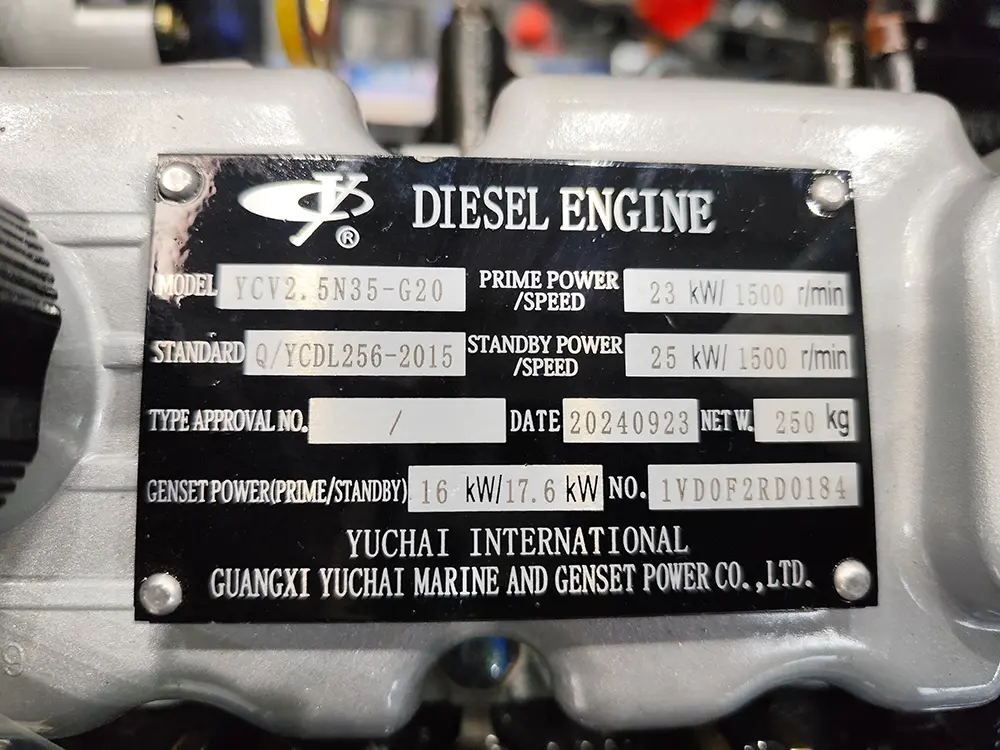 Y ® DIESEL ENGINE
MODEL YCV2.5N35-G20 PRIME POWER /SPEED 23 kW/ 1500 r/min
STANDARD Q/YCDL256-2015 STANDBY POWER /SPEED 25 kW/ 1500 r/min
TYPE APPROVAL NO. / DATE 20240923 NET W. 250 kg
GENSET POWER(PRIME/STANDBY) 16 kW/17.6 kW NO. 1VD0F2RD0184
YUCHAI INTERNATIONAL
GUANGXI YUCHAI MARINE AND GENSET POWER CO.,LTD.